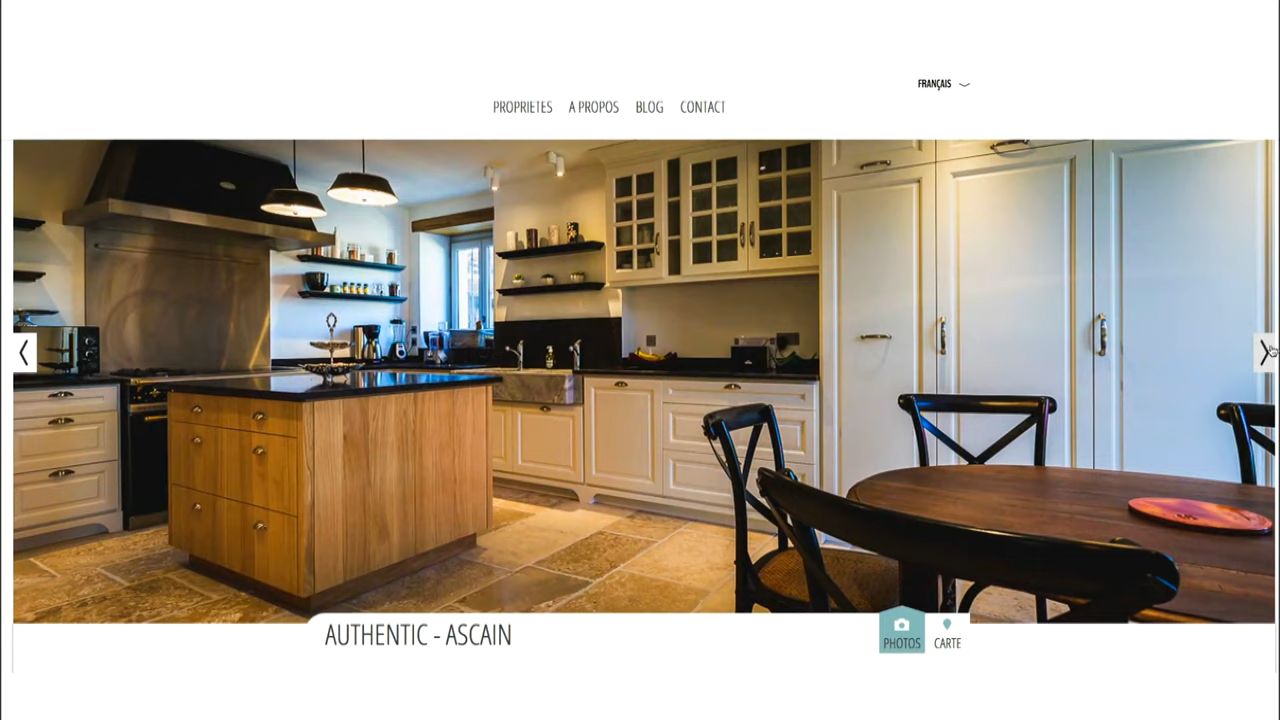 FRANÇAIS
PROPRIETES A PROPOS BLOG CONTACT
AUTHENTIC - ASCAIN
PHOTOS CARTE